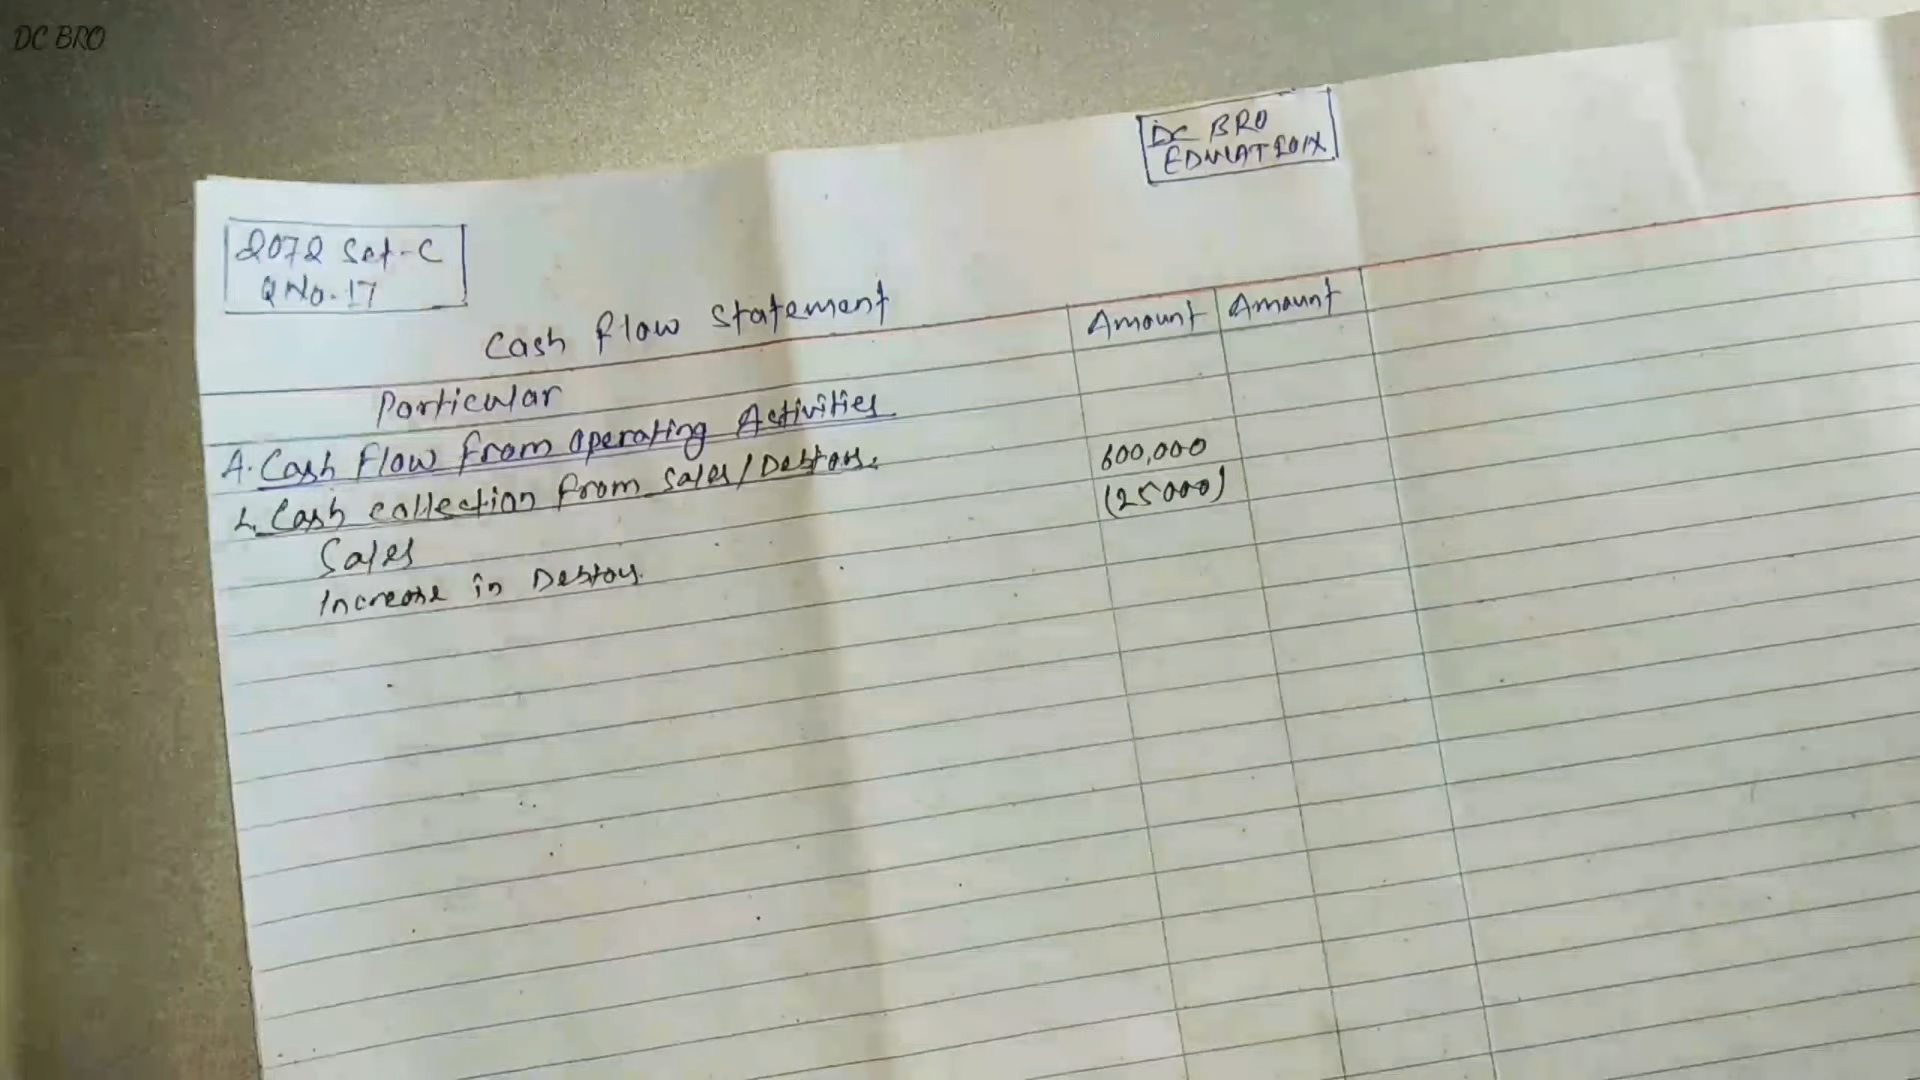 DC BRO
DC BRO
EDUCATION
2072 Set-C
Q No. 17
Cash flow statement
Particular
Amount
Amount
A. Cash Flow from Operating Activities
1. Cash collection from Sales/Debtors.
Sales
600,000
Increase in Debtors.
(25000)